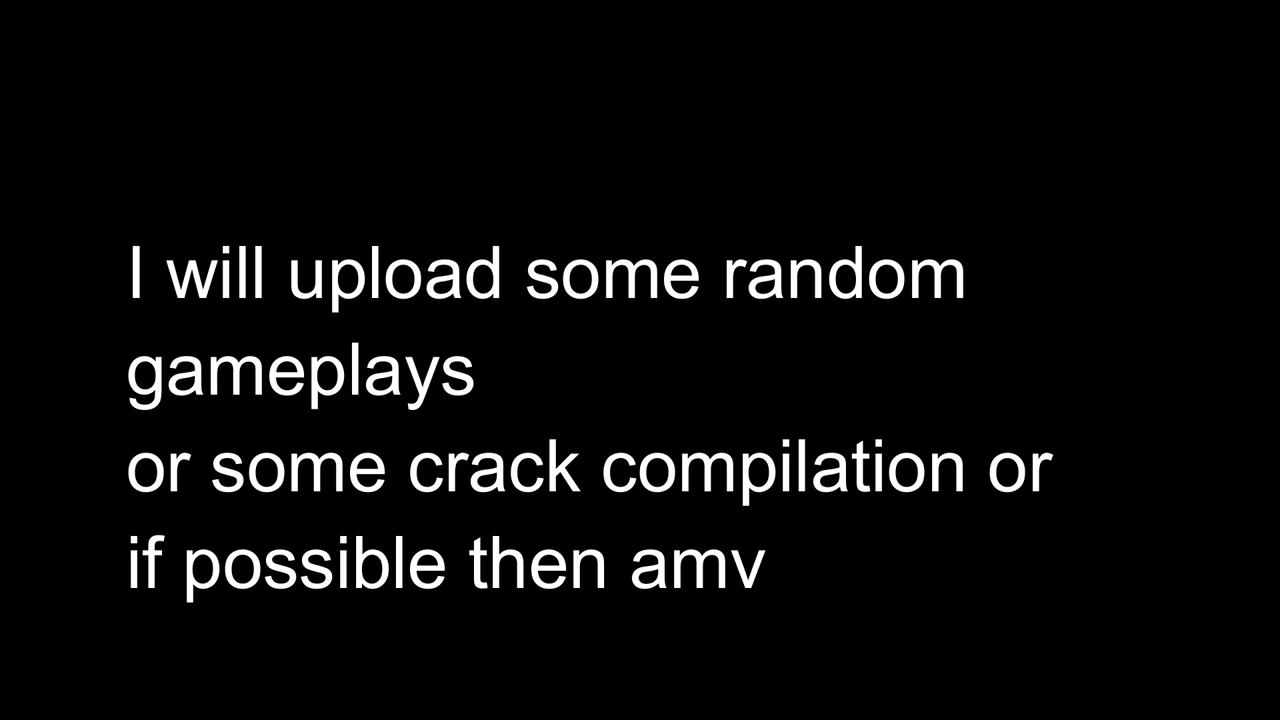 I will upload some random
gameplays
or some crack compilation or
if possible then amv